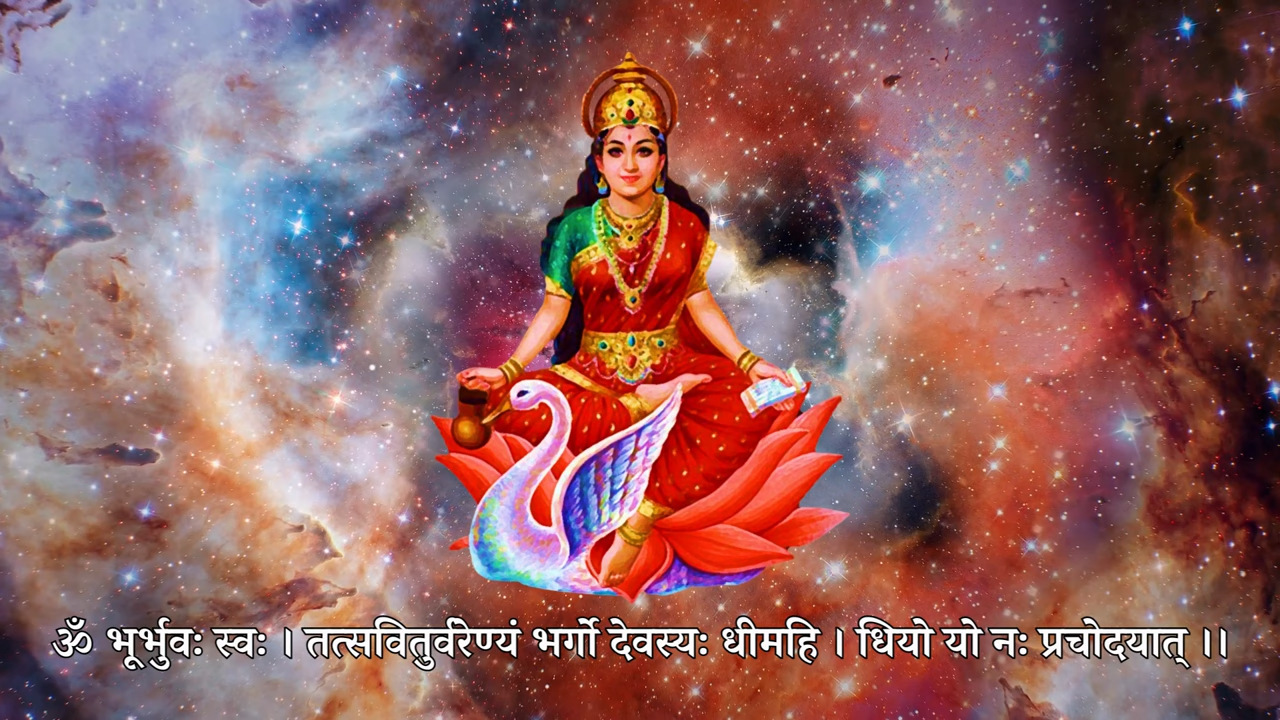 ॐ भूर्भुवः स्वः । तत्सवितुर्वरेण्यं भर्गो देवस्यः धीमहि । धियो यो नः प्रचोदयात् ।।